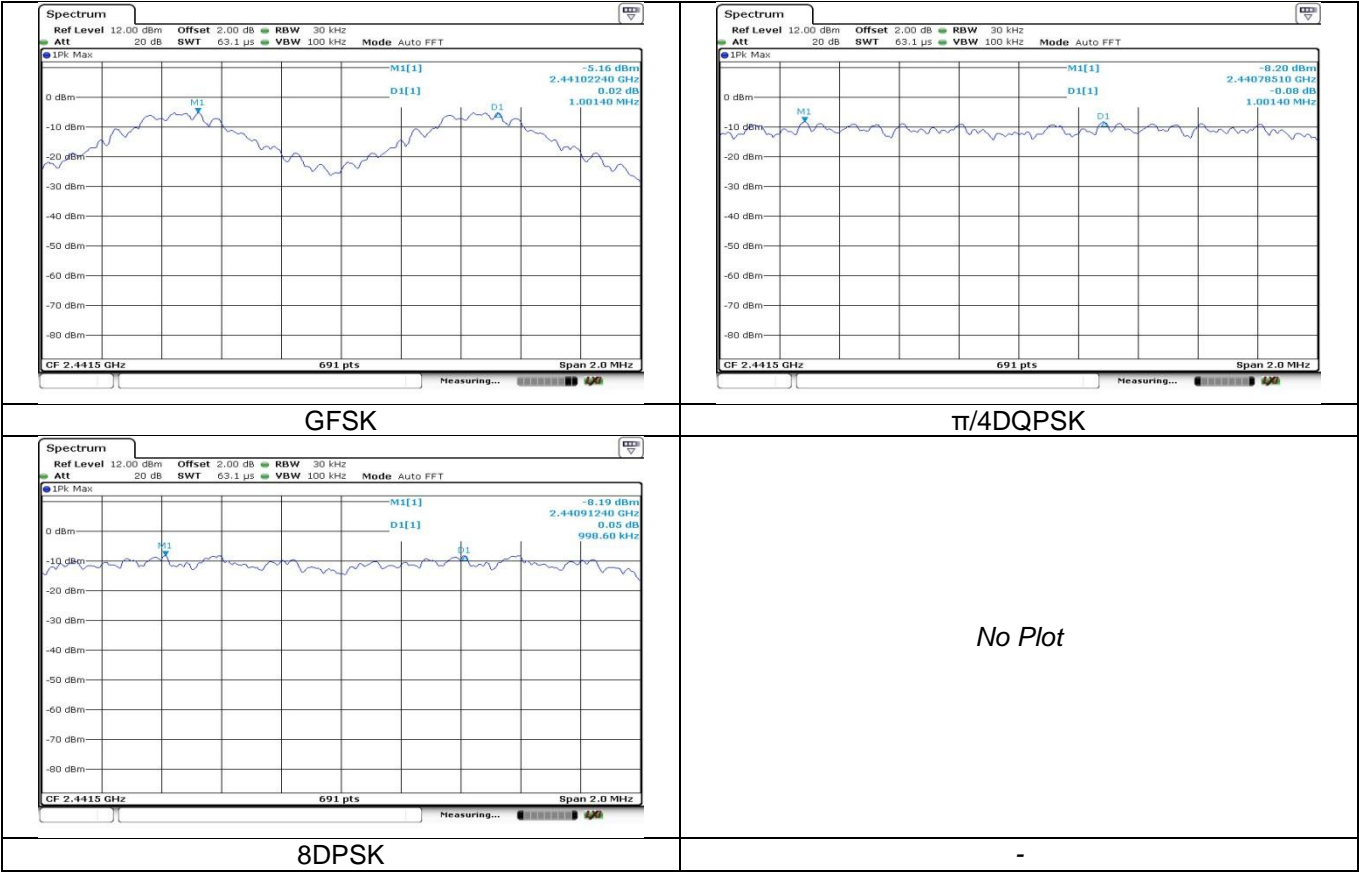 Spectrum
Ref Level 12.00 dBm Offset 2.00 dB RBW 30 kHz
Att 20 dB SWT 63.1 µs VBW 100 kHz Mode Auto FFT
1Pk Max
M1[1] -5.16 dBm
2.44102240 GHz
D1[1] 0.02 dB
1.00140 MHz
0 dBm
M1
D1
-10 dBm
-20 dBm
-30 dBm
-40 dBm
-50 dBm
-60 dBm
-70 dBm
-80 dBm
CF 2.4415 GHz 691 pts Span 2.0 MHz
Measuring...
GFSK
Spectrum
Ref Level 12.00 dBm Offset 2.00 dB RBW 30 kHz
Att 20 dB SWT 63.1 µs VBW 100 kHz Mode Auto FFT
1Pk Max
M1[1] -8.20 dBm
2.44078510 GHz
D1[1] -0.08 dB
1.00140 MHz
0 dBm
M1
D1
-10 dBm
-20 dBm
-30 dBm
-40 dBm
-50 dBm
-60 dBm
-70 dBm
-80 dBm
CF 2.4415 GHz 691 pts Span 2.0 MHz
Measuring...
π/4DQPSK
Spectrum
Ref Level 12.00 dBm Offset 2.00 dB RBW 30 kHz
Att 20 dB SWT 63.1 µs VBW 100 kHz Mode Auto FFT
1Pk Max
M1[1] -8.19 dBm
2.44091240 GHz
D1[1] 0.05 dB
998.60 kHz
0 dBm
M1
D1
-10 dBm
-20 dBm
-30 dBm
-40 dBm
-50 dBm
-60 dBm
-70 dBm
-80 dBm
CF 2.4415 GHz 691 pts Span 2.0 MHz
Measuring...
8DPSK
No Plot
-